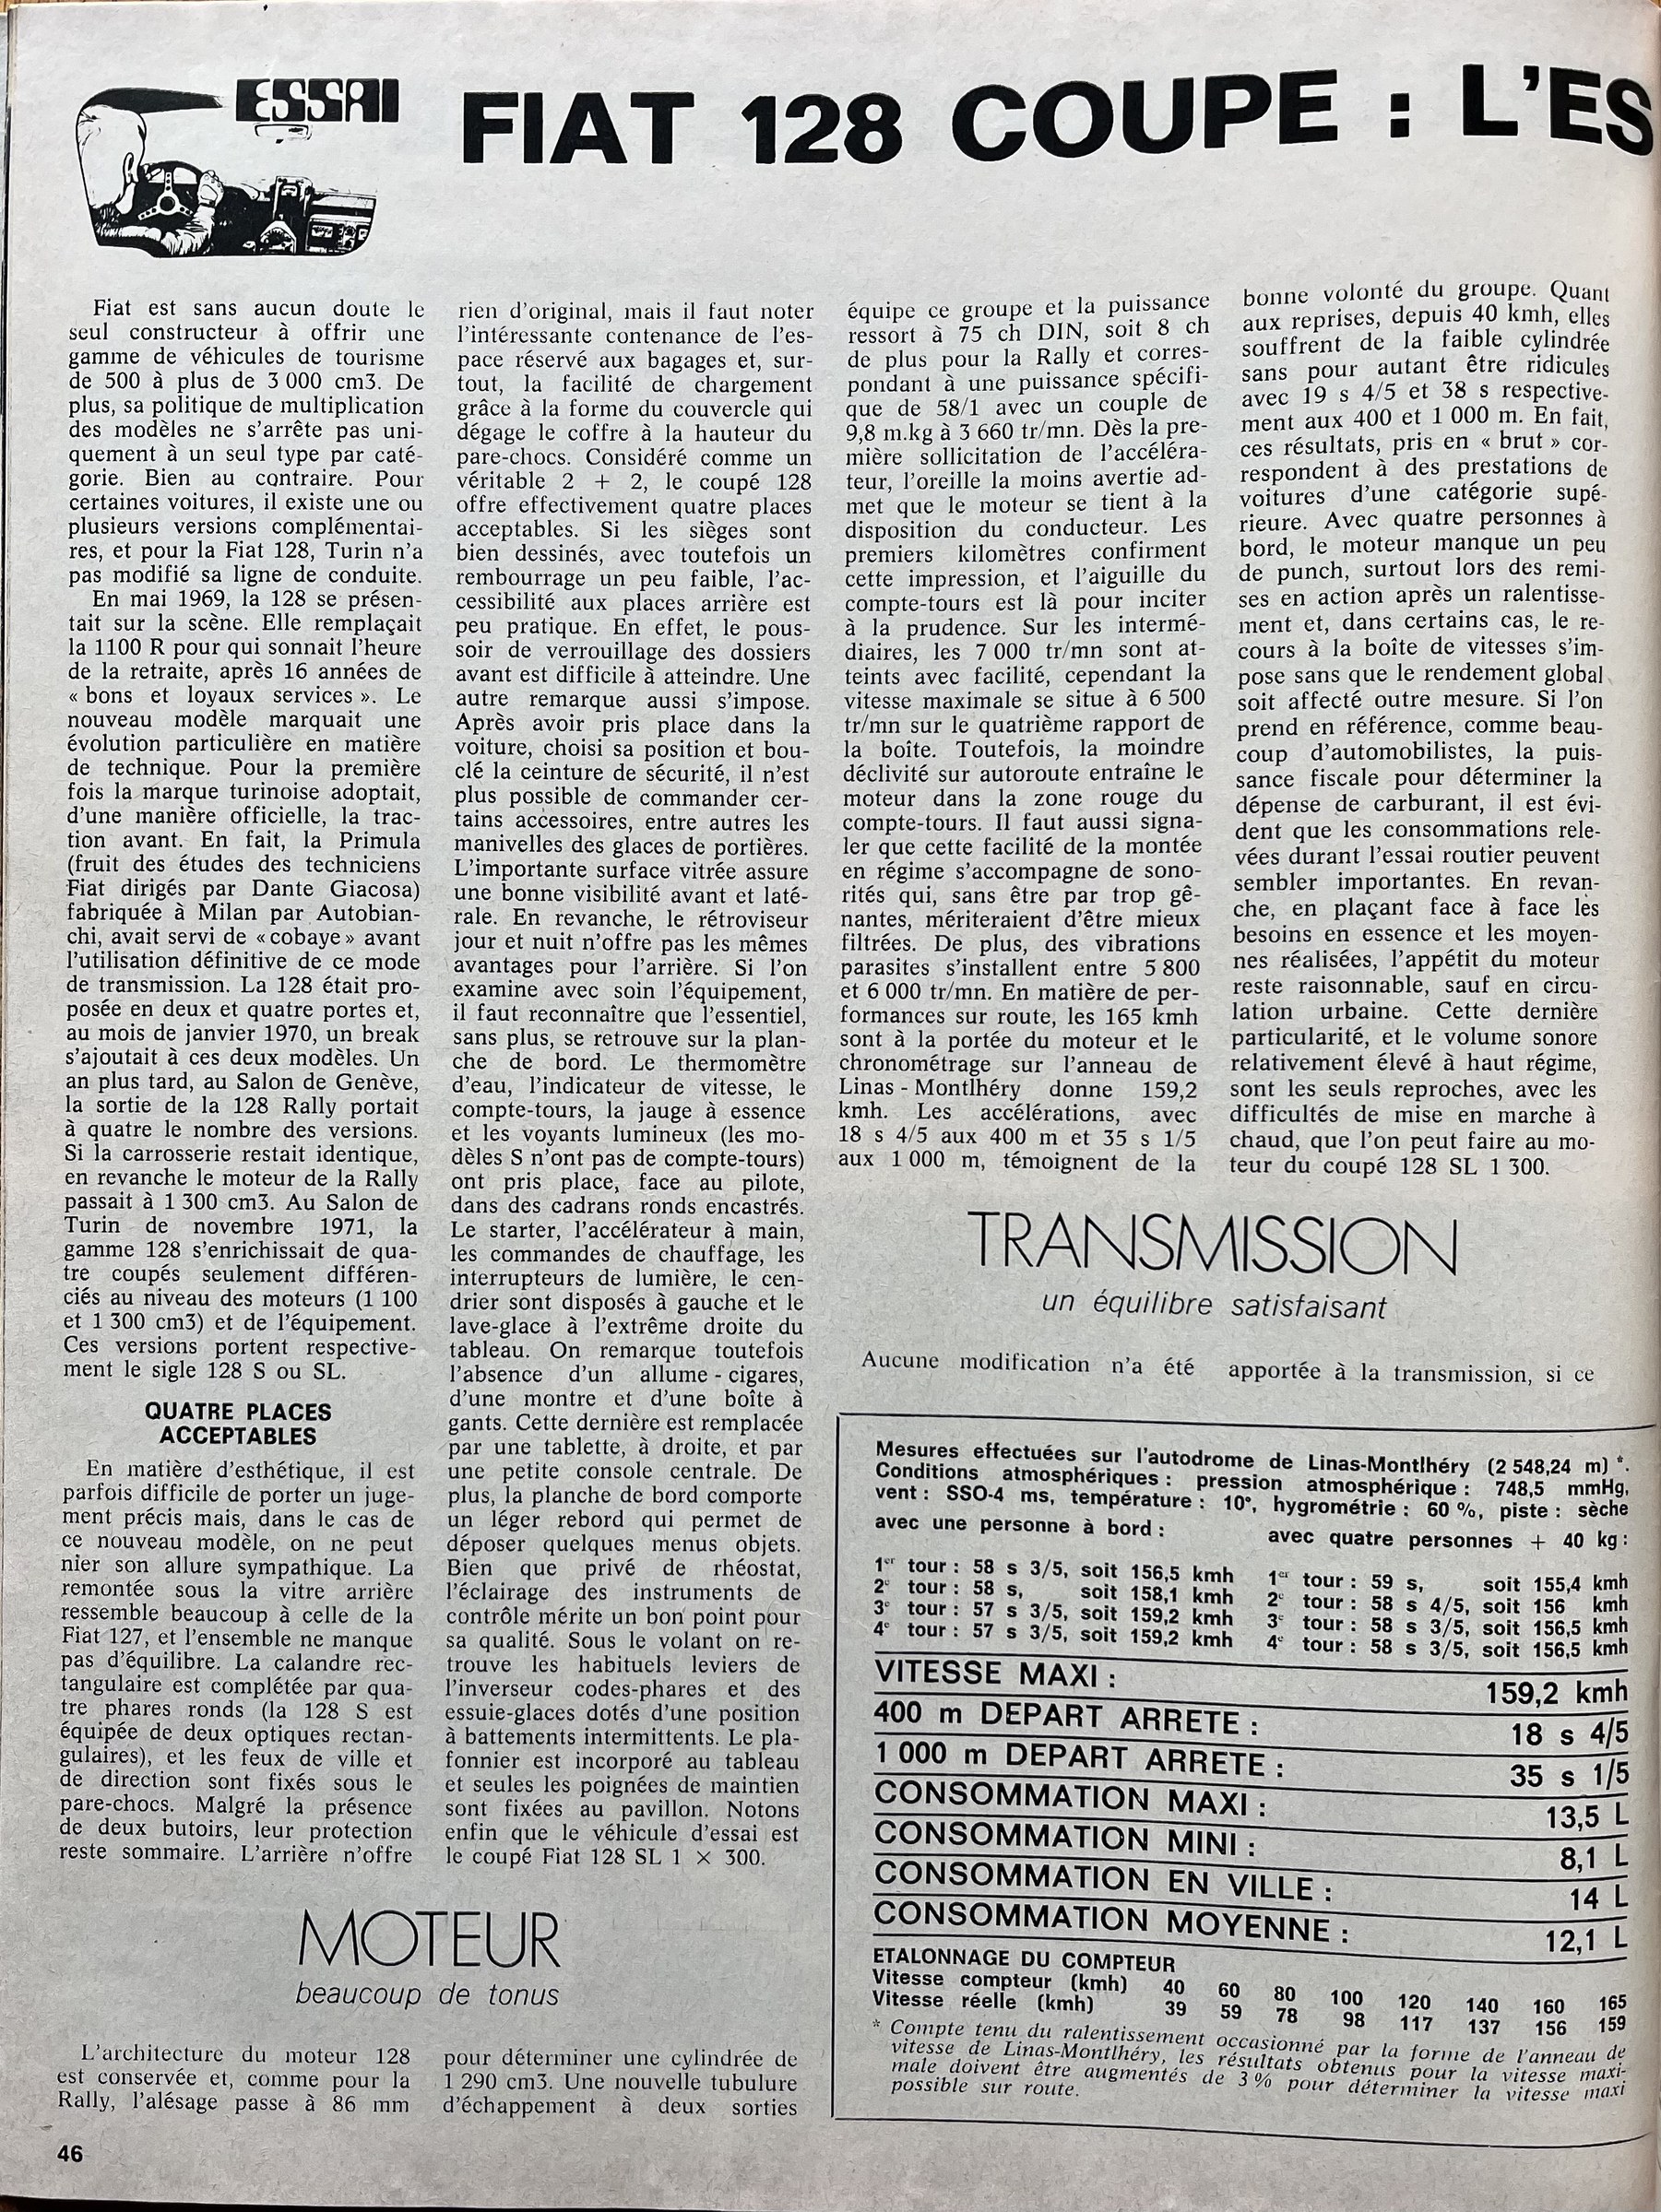 ESSAI
FIAT 128 COUPE : L'ES
Fiat est sans aucun doute le
seul constructeur à offrir une
gamme de véhicules de tourisme
de 500 à plus de 3 000 cm3. De
plus, sa politique de multiplication
des modèles ne s'arrête pas uni-
quement à un seul type par caté-
gorie. Bien au contraire. Pour
certaines voitures, il existe une ou
plusieurs versions complémentai-
res, et pour la Fiat 128, Turin n'a
pas modifié sa ligne de conduite.
En mai 1969, la 128 se présen-
tait sur la scène. Elle remplaçait
la 1100 R pour qui sonnait l'heure
de la retraite, après 16 années de
« bons et loyaux services ». Le
nouveau modèle marquait une
évolution particulière en matière
de technique. Pour la première
fois la marque turinoise adoptait,
d'une manière officielle, la trac-
tion avant. En fait, la Primula
(fruit des études des techniciens
Fiat dirigés par Dante Giacosa)
fabriquée à Milan par Autobian-
chi, avait servi de « cobaye » avant
l'utilisation définitive de ce mode
de transmission. La 128 était pro-
posée en deux et quatre portes et,
au mois de janvier 1970, un break
s'ajoutait à ces deux modèles. Un
an plus tard, au Salon de Genève,
la sortie de la 128 Rally portait
à quatre le nombre des versions.
Si la carrosserie restait identique,
en revanche le moteur de la Rally
passait à 1 300 cm3. Au Salon de
Turin de novembre 1971, la
gamme 128 s'enrichissait de qua-
tre coupés seulement différen-
ciés au niveau des moteurs (1 100
et 1 300 cm3) et de l'équipement.
Ces versions portent respective-
ment le sigle 128 S ou SL.
QUATRE PLACES
ACCEPTABLES
En matière d'esthétique, il est
parfois difficile de porter un juge-
ment précis mais, dans le cas de
ce nouveau modèle, on ne peut
nier son allure sympathique. La
remontée sous la vitre arrière
ressemble beaucoup à celle de la
Fiat 127, et l'ensemble ne manque
pas d'équilibre. La calandre rec-
tangulaire est complétée par qua-
tre phares ronds (la 128 S est
équipée de deux optiques rectan-
gulaires), et les feux de ville et
de direction sont fixés sous le
pare-chocs. Malgré la présence
de deux butoirs, leur protection
reste sommaire. L'arrière n'offre
rien d'original, mais il faut noter
l'intéressante contenance de l'es-
pace réservé aux bagages et, sur-
tout, la facilité de chargement
grâce à la forme du couvercle qui
dégage le coffre à la hauteur du
pare-chocs. Considéré comme un
véritable 2 + 2, le coupé 128
offre effectivement quatre places
acceptables. Si les sièges sont
bien dessinés, avec toutefois un
rembourrage un peu faible, l'ac-
cessibilité aux places arrière est
peu pratique. En effet, le pous-
soir de verrouillage des dossiers
avant est difficile à atteindre. Une
autre remarque aussi s'impose.
Après avoir pris place dans la
voiture, choisi sa position et bou-
clé la ceinture de sécurité, il n'est
plus possible de commander cer-
tains accessoires, entre autres les
manivelles des glaces de portières.
L'importante surface vitrée assure
une bonne visibilité avant et laté-
rale. En revanche, le rétroviseur
jour et nuit n'offre pas les mêmes
avantages pour l'arrière. Si l'on
examine avec soin l'équipement,
il faut reconnaître que l'essentiel,
sans plus, se retrouve sur la plan-
che de bord. Le thermomètre
d'eau, l'indicateur de vitesse, le
compte-tours, la jauge à essence
et les voyants lumineux (les mo-
dèles S n'ont pas de compte-tours)
ont pris place, face au pilote,
dans des cadrans ronds encastrés.
Le starter, l'accélérateur à main,
les commandes de chauffage, les
interrupteurs de lumière, le cen-
drier sont disposés à gauche et le
lave-glace à l'extrême droite du
tableau. On remarque toutefois
l'absence d'un allume-cigares,
d'une montre et d'une boîte à
gants. Cette dernière est remplacée
par une tablette, à droite, et par
une petite console centrale. De
plus, la planche de bord comporte
un léger rebord qui permet de
déposer quelques menus objets.
Bien que privé de rhéostat,
l'éclairage des instruments de
contrôle mérite un bon point pour
sa qualité. Sous le volant on re-
trouve les habituels leviers de
l'inverseur codes-phares et des
essuie-glaces dotés d'une position
à battements intermittents. Le pla-
fonnier est incorporé au tableau
et seules les poignées de maintien
sont fixées au pavillon. Notons
enfin que le véhicule d'essai est
le coupé Fiat 128 SL 1 × 300.
MOTEUR
beaucoup de tonus
L'architecture du moteur 128
est conservée et, comme pour la
Rally, l'alésage passe à 86 mm
pour déterminer une cylindrée de
1 290 cm3. Une nouvelle tubulure
d'échappement à deux sorties
équipe ce groupe et la puissance
ressort à 75 ch DIN, soit 8 ch
de plus pour la Rally et corres-
pondant à une puissance spécifi-
que de 58/1 avec un couple de
9,8 m.kg à 3 660 tr/mn. Dès la pre-
mière sollicitation de l'accéléra-
teur, l'oreille la moins avertie ad-
met que le moteur se tient à la
disposition du conducteur. Les
premiers kilomètres confirment
cette impression, et l'aiguille du
compte-tours est là pour inciter
à la prudence. Sur les intermé-
diaires, les 7 000 tr/mn sont at-
teints avec facilité, cependant la
vitesse maximale se situe à 6 500
tr/mn sur le quatrième rapport de
la boîte. Toutefois, la moindre
déclivité sur autoroute entraîne le
moteur dans la zone rouge du
compte-tours. Il faut aussi signa-
ler que cette facilité de la montée
en régime s'accompagne de sono-
rités qui, sans être par trop gê-
nantes, mériteraient d'être mieux
filtrées. De plus, des vibrations
parasites s'installent entre 5 800
et 6 000 tr/mn. En matière de per-
formances sur route, les 165 kmh
sont à la portée du moteur et le
chronométrage sur l'anneau de
Linas - Montlhéry donne 159,2
kmh. Les accélérations, avec
18 s 4/5 aux 400 m et 35 s 1/5
aux 1 000 m, témoignent de la
bonne volonté du groupe. Quant
aux reprises, depuis 40 kmh, elles
souffrent de la faible cylindrée
sans pour autant être ridicules
avec 19 s 4/5 et 38 s respective-
ment aux 400 et 1 000 m. En fait,
ces résultats, pris en « brut » cor-
respondent à des prestations de
voitures d'une catégorie supé-
rieure. Avec quatre personnes à
bord, le moteur manque un peu
de punch, surtout lors des remi-
ses en action après un ralentisse-
ment et, dans certains cas, le re-
cours à la boîte de vitesses s'im-
pose sans que le rendement global
soit affecté outre mesure. Si l'on
prend en référence, comme beau-
coup d'automobilistes, la puis-
sance fiscale pour déterminer la
dépense de carburant, il est évi-
dent que les consommations rele-
vées durant l'essai routier peuvent
sembler importantes. En revan-
che, en plaçant face à face les
besoins en essence et les moyen-
nes réalisées, l'appétit du moteur
reste raisonnable, sauf en circu-
lation urbaine. Cette dernière
particularité, et le volume sonore
relativement élevé à haut régime,
sont les seuls reproches, avec les
difficultés de mise en marche à
chaud, que l'on peut faire au mo-
teur du coupé 128 SL 1 300.
TRANSMISSION
un équilibre satisfaisant
Aucune modification n'a été
apportée à la transmission, si ce
Mesures effectuées sur l'autodrome de Linas-Montlhéry (2 548,24 m) *.
Conditions atmosphériques : pression atmosphérique : 748,5 mmHg,
vent : SSO-4 ms, température : 10°, hygrométrie : 60 %, piste : sèche
avec une personne à bord : avec quatre personnes + 40 kg :
1er tour : 58 s 3/5, soit 156,5 kmh 1er tour : 59 s, soit 155,4 kmh
2e tour : 58 s, soit 158,1 kmh 2e tour : 58 s 4/5, soit 156 kmh
3e tour : 57 s 3/5, soit 159,2 kmh 3e tour : 58 s 3/5, soit 156,5 kmh
4e tour : 57 s 3/5, soit 159,2 kmh 4e tour : 58 s 3/5, soit 156,5 kmh
VITESSE MAXI : 159,2 kmh
400 m DEPART ARRETE : 18 s 4/5
1 000 m DEPART ARRETE : 35 s 1/5
CONSOMMATION MAXI : 13,5 L
CONSOMMATION MINI : 8,1 L
CONSOMMATION EN VILLE : 14 L
CONSOMMATION MOYENNE : 12,1 L
ETALONNAGE DU COMPTEUR
Vitesse compteur (kmh) 40 60 80 100 120 140 160 165
Vitesse réelle (kmh) 39 59 78 98 117 137 156 159
* Compte tenu du ralentissement occasionné par la forme de l'anneau de
vitesse de Linas-Montlhéry, les résultats obtenus pour la vitesse maxi-
male doivent être augmentés de 3 % pour déterminer la vitesse maxi
possible sur route.
46